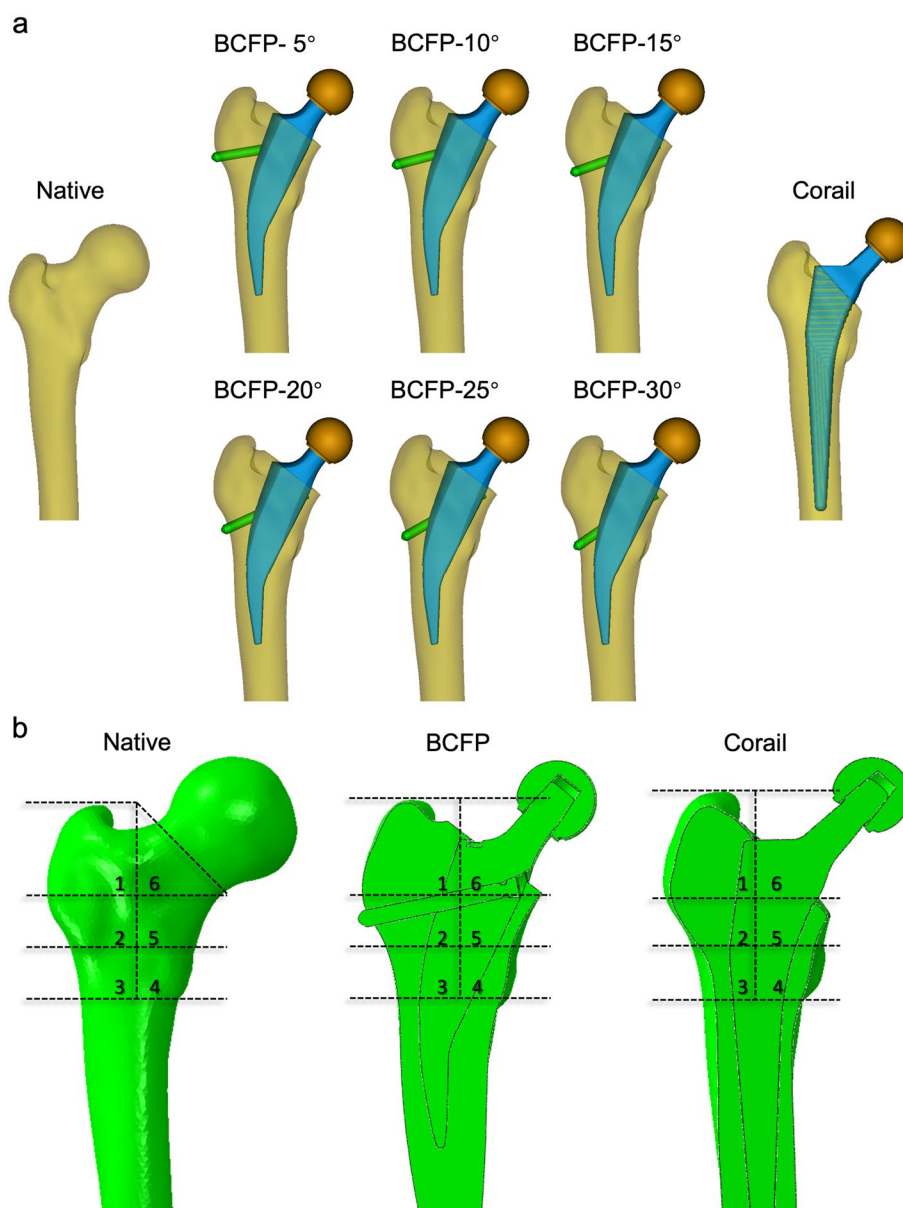 a
BCFP- 5°
BCFP-10°
BCFP-15°
Native
Corail
BCFP-20°
BCFP-25°
BCFP-30°
b
Native
BCFP
Corail
1 6
2 5
3 4
1 6
2 5
3 4
1 6
2 5
3 4